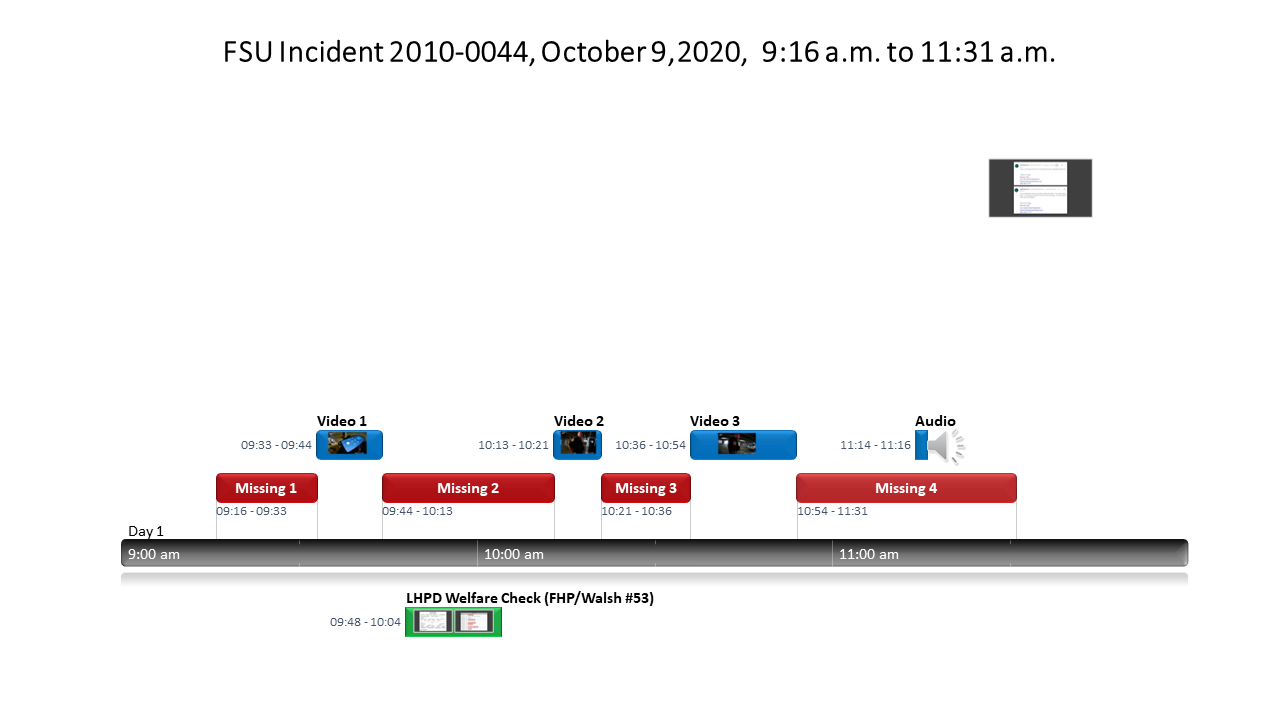 FSU Incident 2010-0044, October 9,2020, 9:16 a.m. to 11:31 a.m.
Video 1
Video 2
Video 3
Audio
09:33 - 09:44
10:13 - 10:21
10:36 - 10:54
11:14 - 11:16
Missing 1
Missing 2
Missing 3
Missing 4
09:16 - 09:33
09:44 - 10:13
10:21 - 10:36
10:54 - 11:31
Day 1
9:00 am
10:00 am
11:00 am
LHPD Welfare Check (FHP/Walsh #53)
09:48 - 10:04